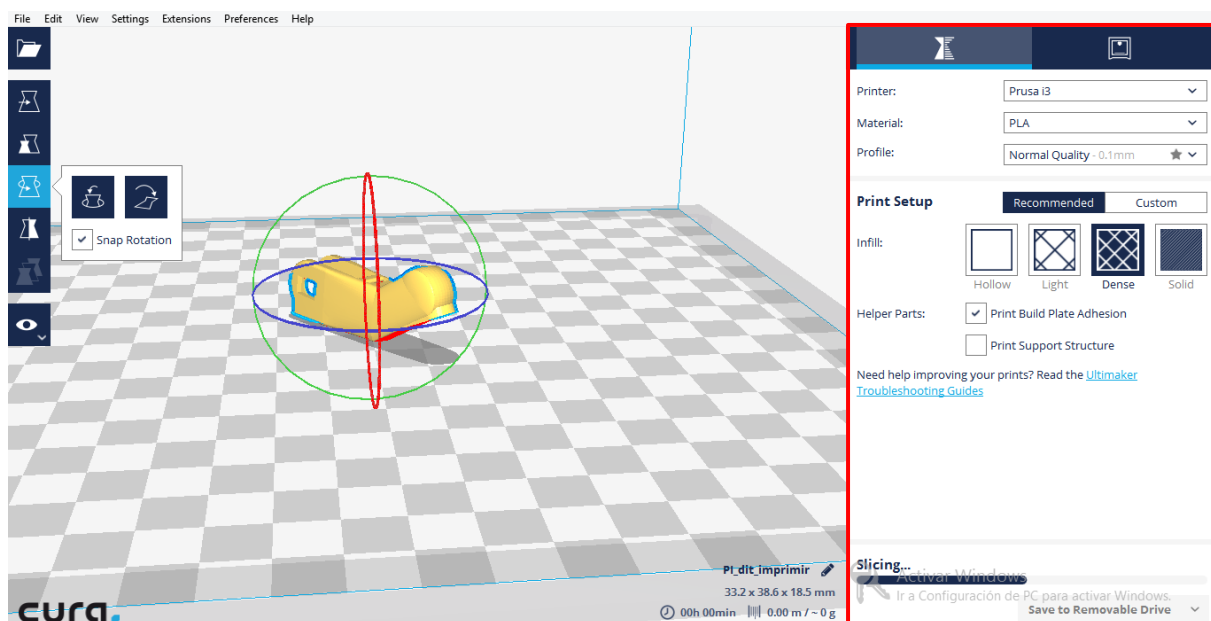 File Edit View Settings Extensions Preferences Help
Snap Rotation
Printer: Prusa i3
Material: PLA
Profile: Normal Quality - 0.1mm
Print Setup Recommended Custom
Infill:
Hollow Light Dense Solid
Helper Parts: Print Build Plate Adhesion
Print Support Structure
Need help improving your prints? Read the Ultimaker
Troubleshooting Guides
PI_dit_imprimir
33.2 x 38.6 x 18.5 mm
00h 00min 0.00 m / ~ 0 g
cura.
Slicing...
Activar Windows
Ir a Configuración de PC para activar Windows.
Save to Removable Drive